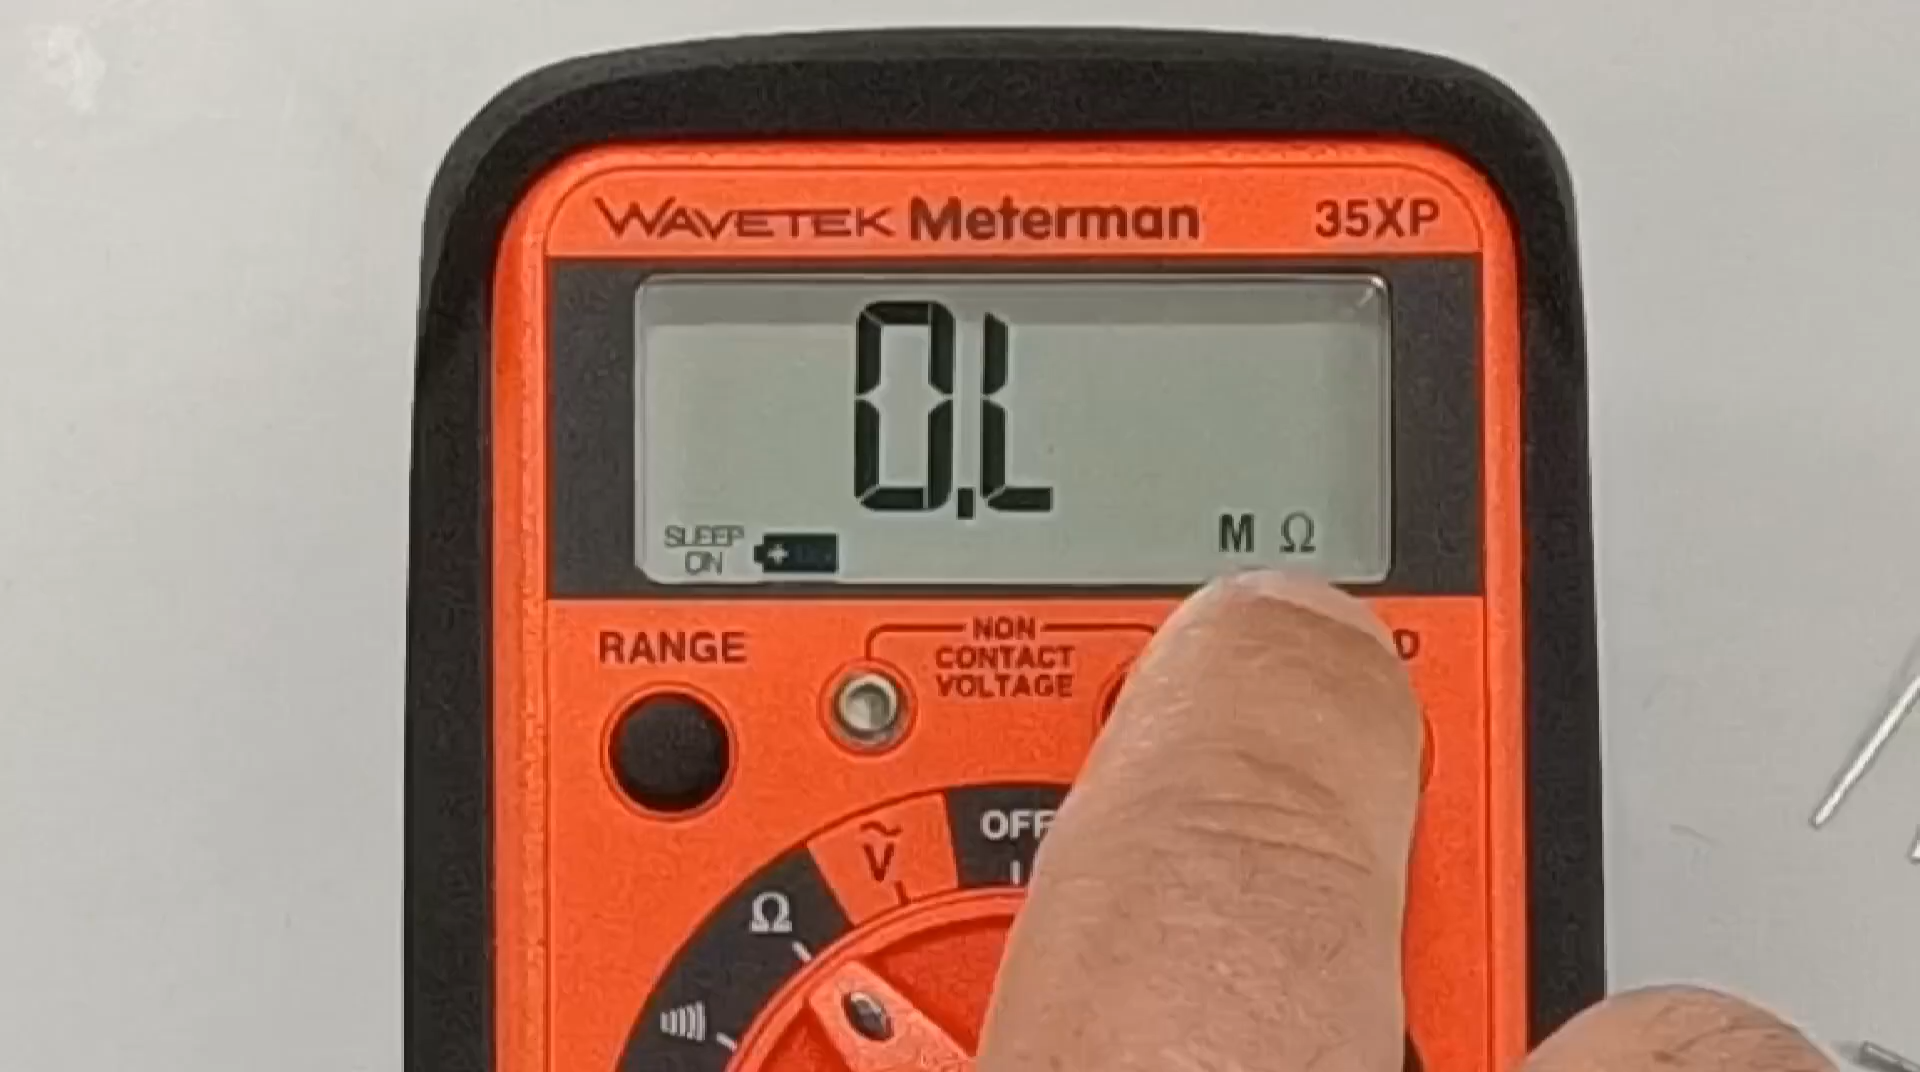 WAVETEK Meterman 35XP
0.L
SLEEP
ON
M Ω
RANGE
NON
CONTACT
VOLTAGE
OFF
V
Ω